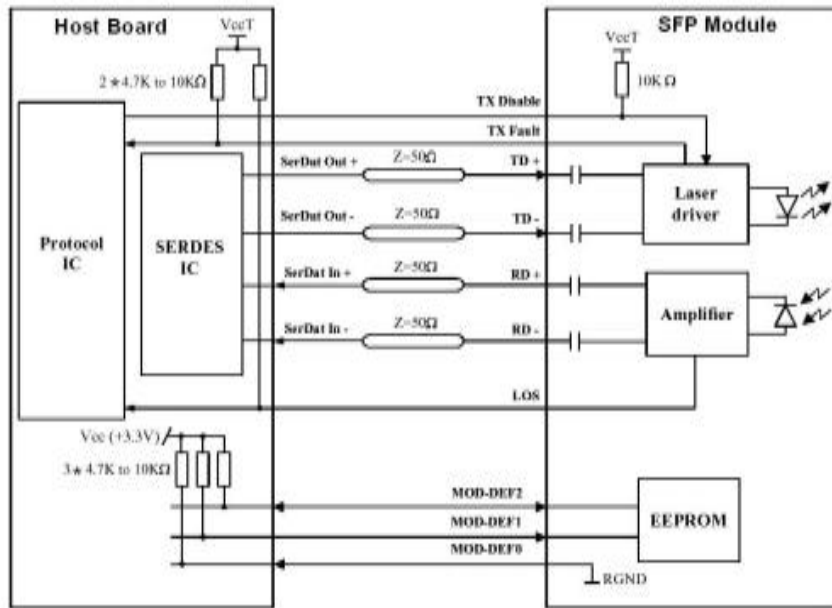 Host Board
SFP Module
VccT
VccT
2*4.7K to 10KΩ
10K Ω
TX Disable
TX Fault
SerDat Out +
Z=50Ω
TD +
Laser driver
SerDat Out -
Z=50Ω
TD -
Protocol IC
SERDES IC
SerDat In +
Z=50Ω
RD +
Amplifier
SerDat In -
Z=50Ω
RD -
LOS
Vcc (+3.3V)
3*4.7K to 10KΩ
MOD-DEF2
EEPROM
MOD-DEF1
MOD-DEF0
RGND